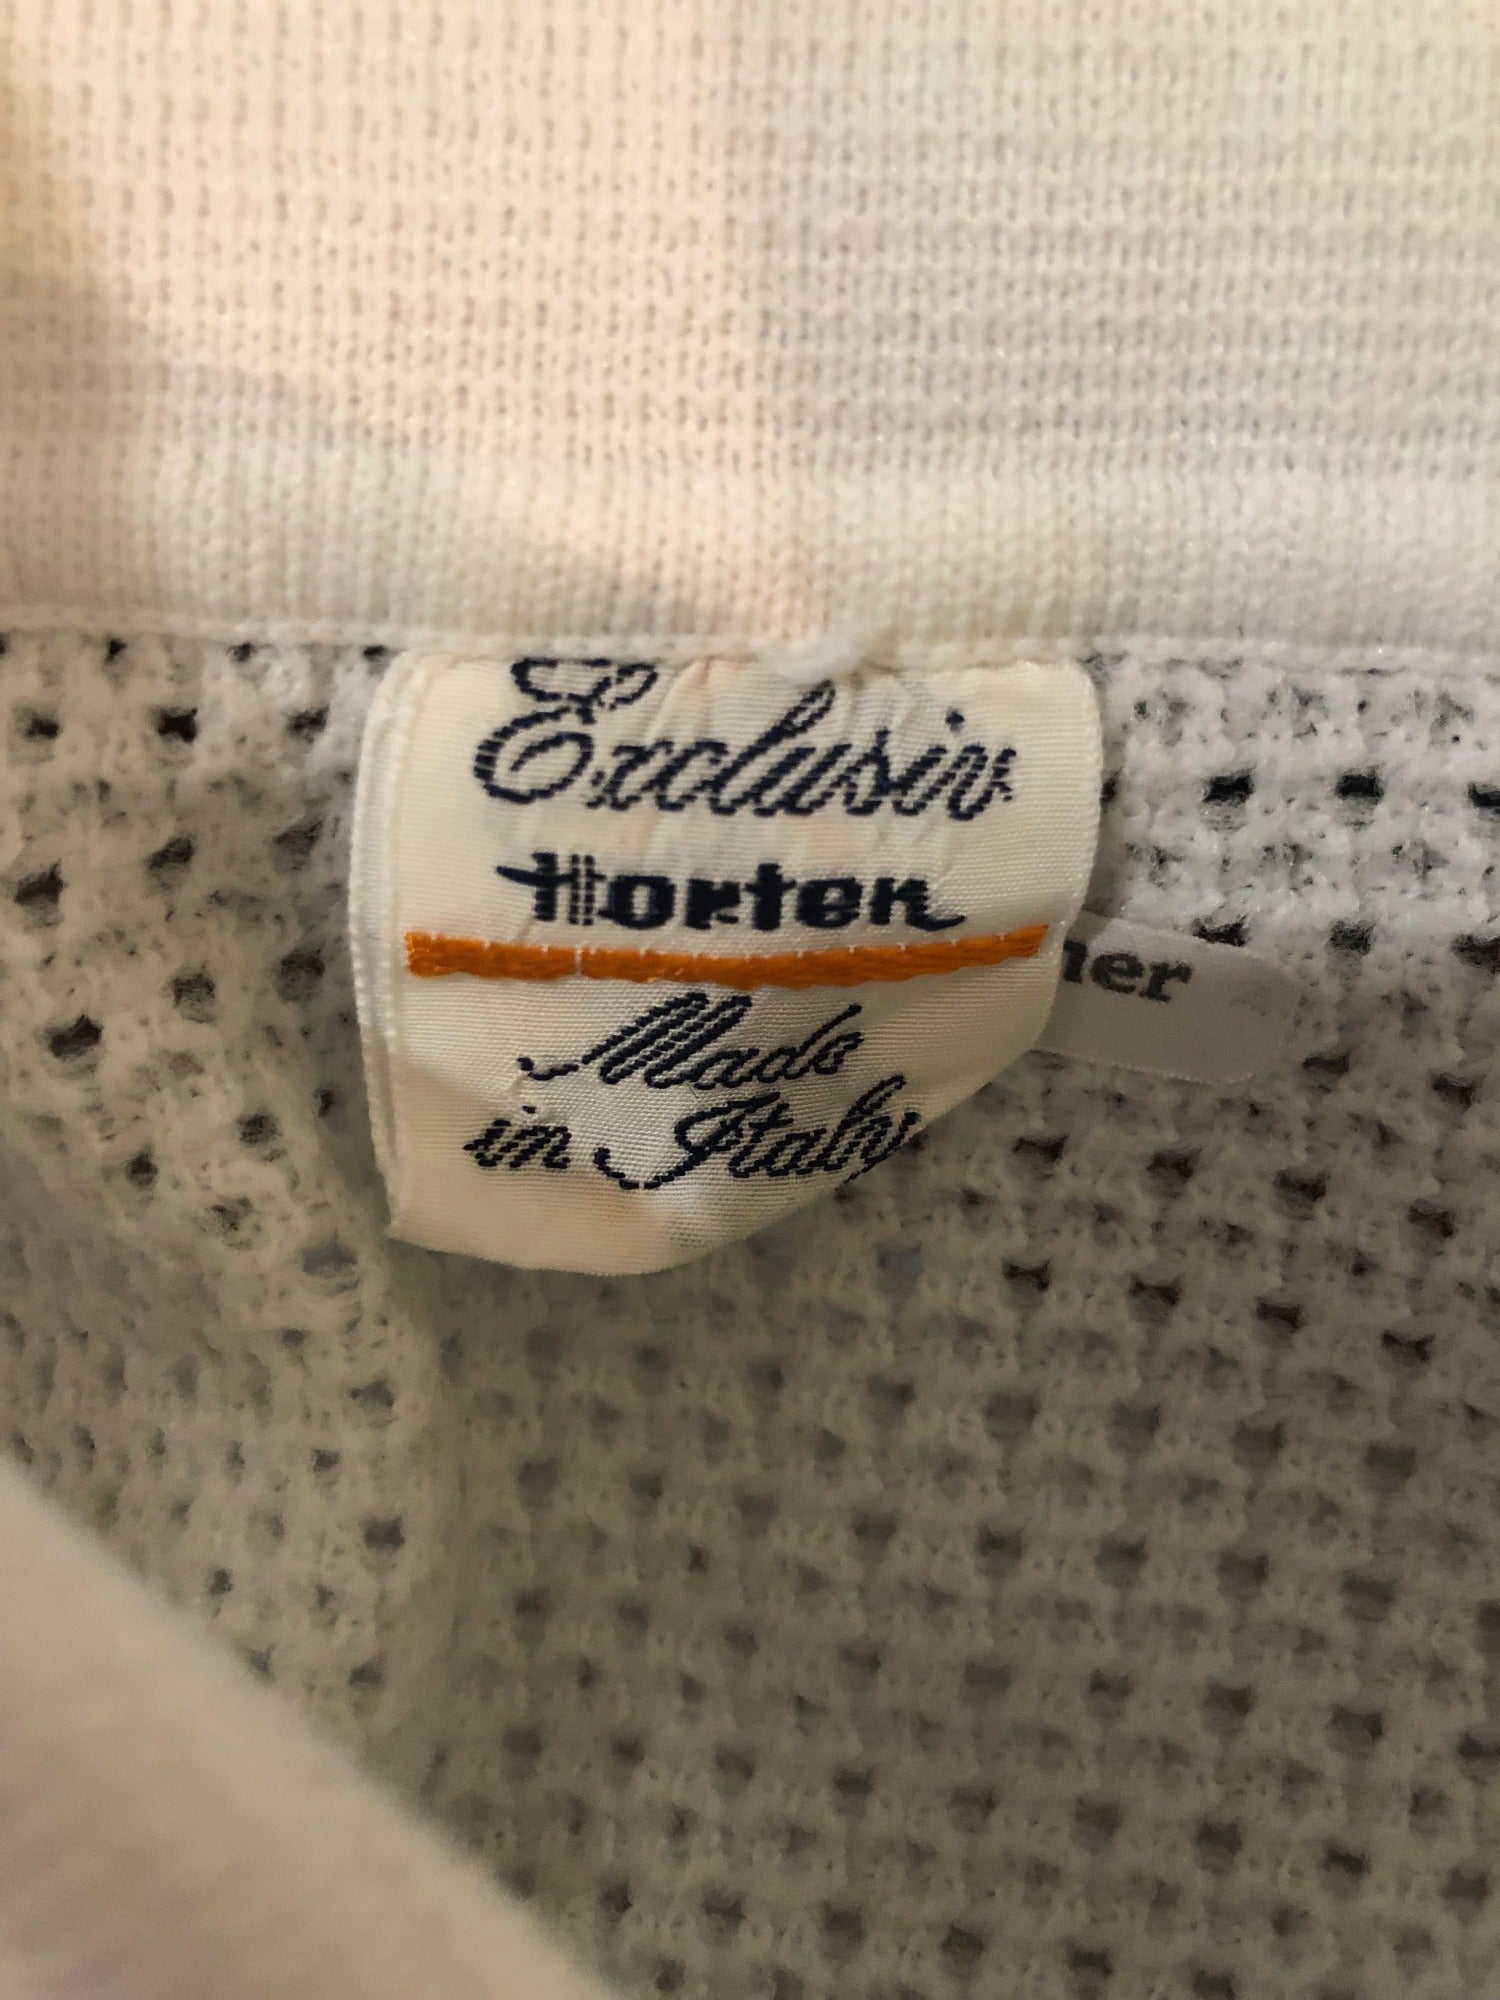 Exclusiv
Horten
Made
in Italy